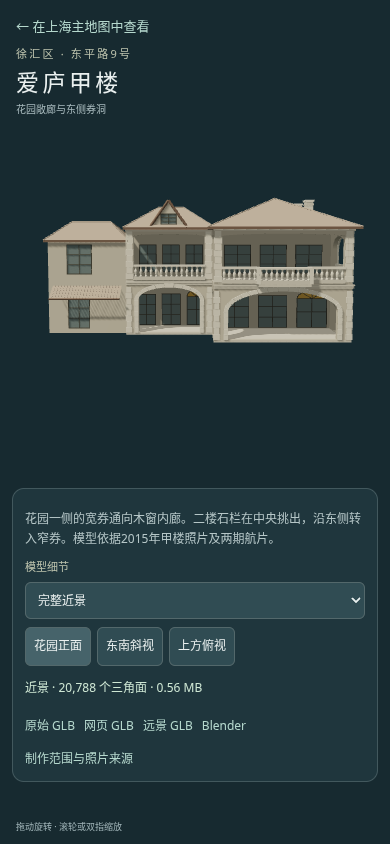 ← 在上海主地图中查看
徐汇区 · 东平路9号
爱庐甲楼
花园敞廊与东侧券洞
花园一侧的宽券通向木窗内廊。二楼石栏在中央挑出，沿东侧转
入窄券。模型依据2015年甲楼照片及两期航片。
模型细节
完整近景
花园正面 东南斜视 上方俯视
近景 · 20,788 个三角面 · 0.56 MB
原始 GLB 网页 GLB 远景 GLB Blender
制作范围与照片来源
拖动旋转 · 滚轮或双指缩放